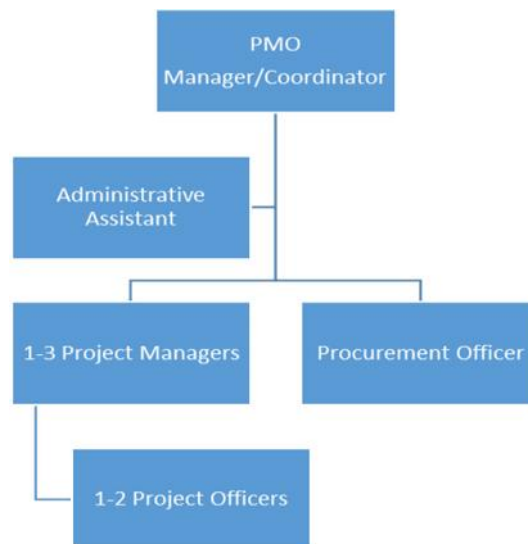 PMO
Manager/Coordinator
Administrative
Assistant
1-3 Project Managers
Procurement Officer
1-2 Project Officers